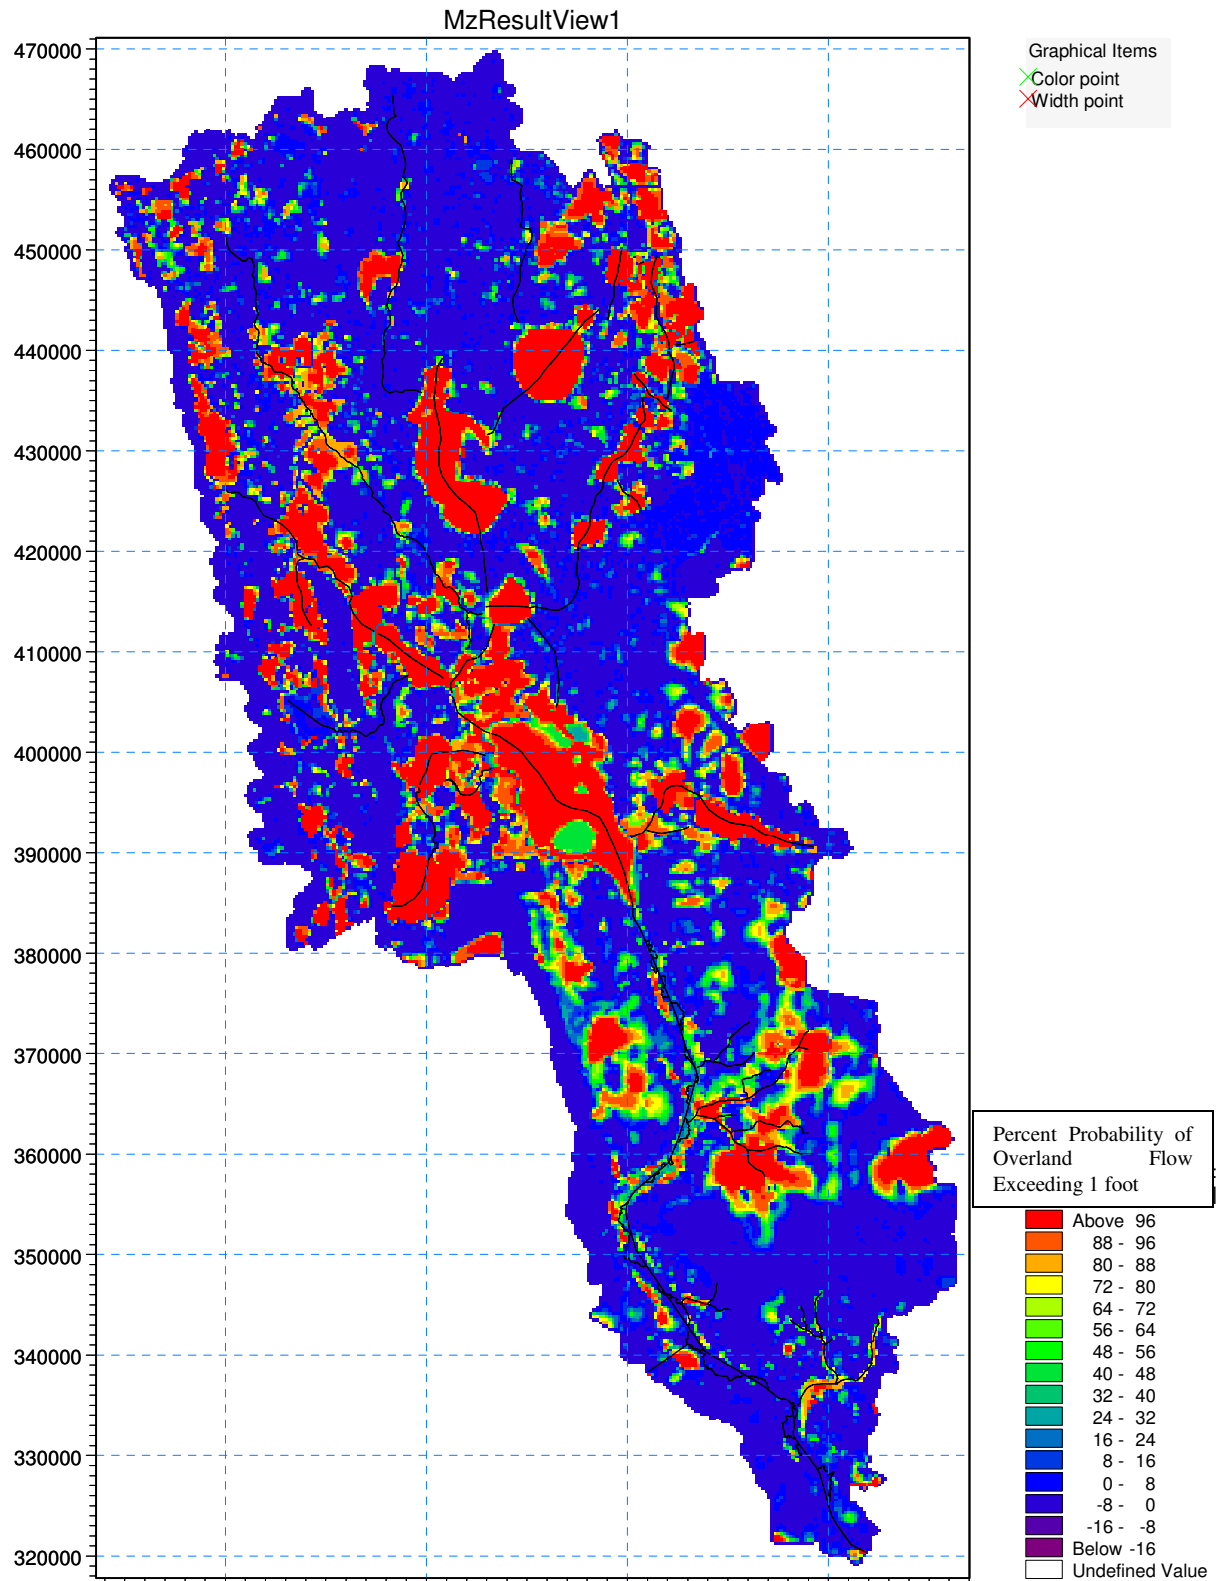 MzResultView1
470000
460000
450000
440000
430000
420000
410000
400000
390000
380000
370000
360000
350000
340000
330000
320000
Graphical Items
Color point
Width point
Percent Probability of
Overland Flow
Exceeding 1 foot
Above 96
88 - 96
80 - 88
72 - 80
64 - 72
56 - 64
48 - 56
40 - 48
32 - 40
24 - 32
16 - 24
8 - 16
0 - 8
-8 - 0
-16 - -8
Below -16
Undefined Value